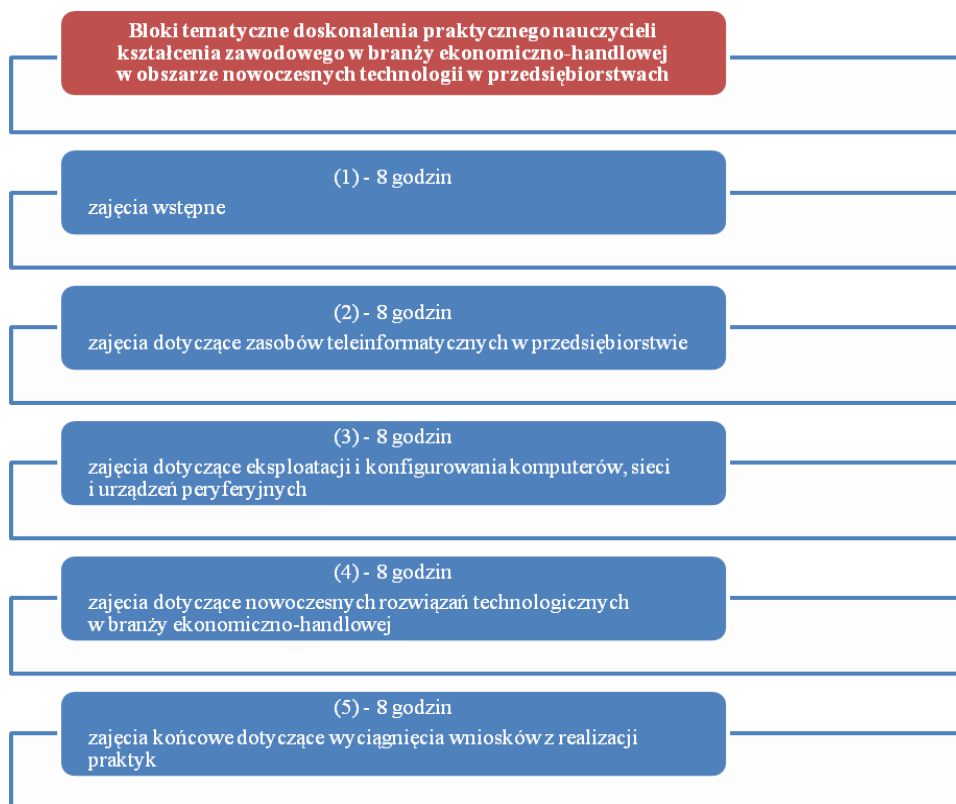 Bloki tematyczne doskonalenia praktycznego nauczycieli
kształcenia zawodowego w branży ekonomiczno-handlowej
w obszarze nowoczesnych technologii w przedsiębiorstwach
(1) - 8 godzin
zajęcia wstępne
(2) - 8 godzin
zajęcia dotyczące zasobów teleinformatycznych w przedsiębiorstwie
(3) - 8 godzin
zajęcia dotyczące eksploatacji i konfigurowania komputerów, sieci
i urządzeń peryferyjnych
(4) - 8 godzin
zajęcia dotyczące nowoczesnych rozwiązań technologicznych
w branży ekonomiczno-handlowej
(5) - 8 godzin
zajęcia końcowe dotyczące wyciągnięcia wniosków z realizacji
praktyk